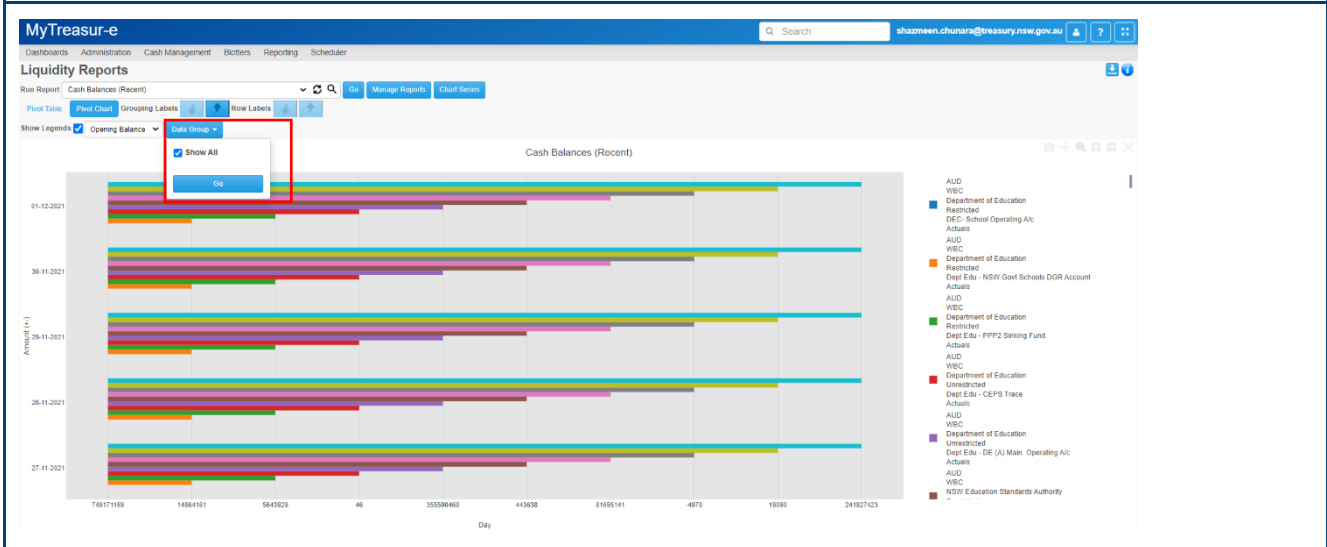 MyTreasur-e
Search
shazmeen.chunara@treasury.nsw.gov.au
?
Dashboards Administration Cash Management Blotters Reporting Scheduler
Liquidity Reports
Run Report Cash Balances (Recent) Go Manage Reports Chart Series
Pivot Table Pivot Chart Grouping Labels Row Labels
Show Legends Opening Balance Data Group
Show All
Go
Cash Balances (Recent)
01-12-2021
30-11-2021
29-11-2021
28-11-2021
27-11-2021
Amount (+-)
749171169 14864161 5643929 46 355590460 443838 81695141 -4970 19390 241927423
Day
AUD
WBC
Department of Education
Restricted
DEC- School Operating A/c
Actuals
AUD
WBC
Department of Education
Restricted
Dept Edu - NSW Govt Schools DGR Account
Actuals
AUD
WBC
Department of Education
Restricted
Dept Edu - PPP2 Sinking Fund
Actuals
AUD
WBC
Department of Education
Unrestricted
Dept Edu - CEPS Trace
Actuals
AUD
WBC
Department of Education
Unrestricted
Dept Edu - DE (A) Main Operating A/c
Actuals
AUD
WBC
NSW Education Standards Authority